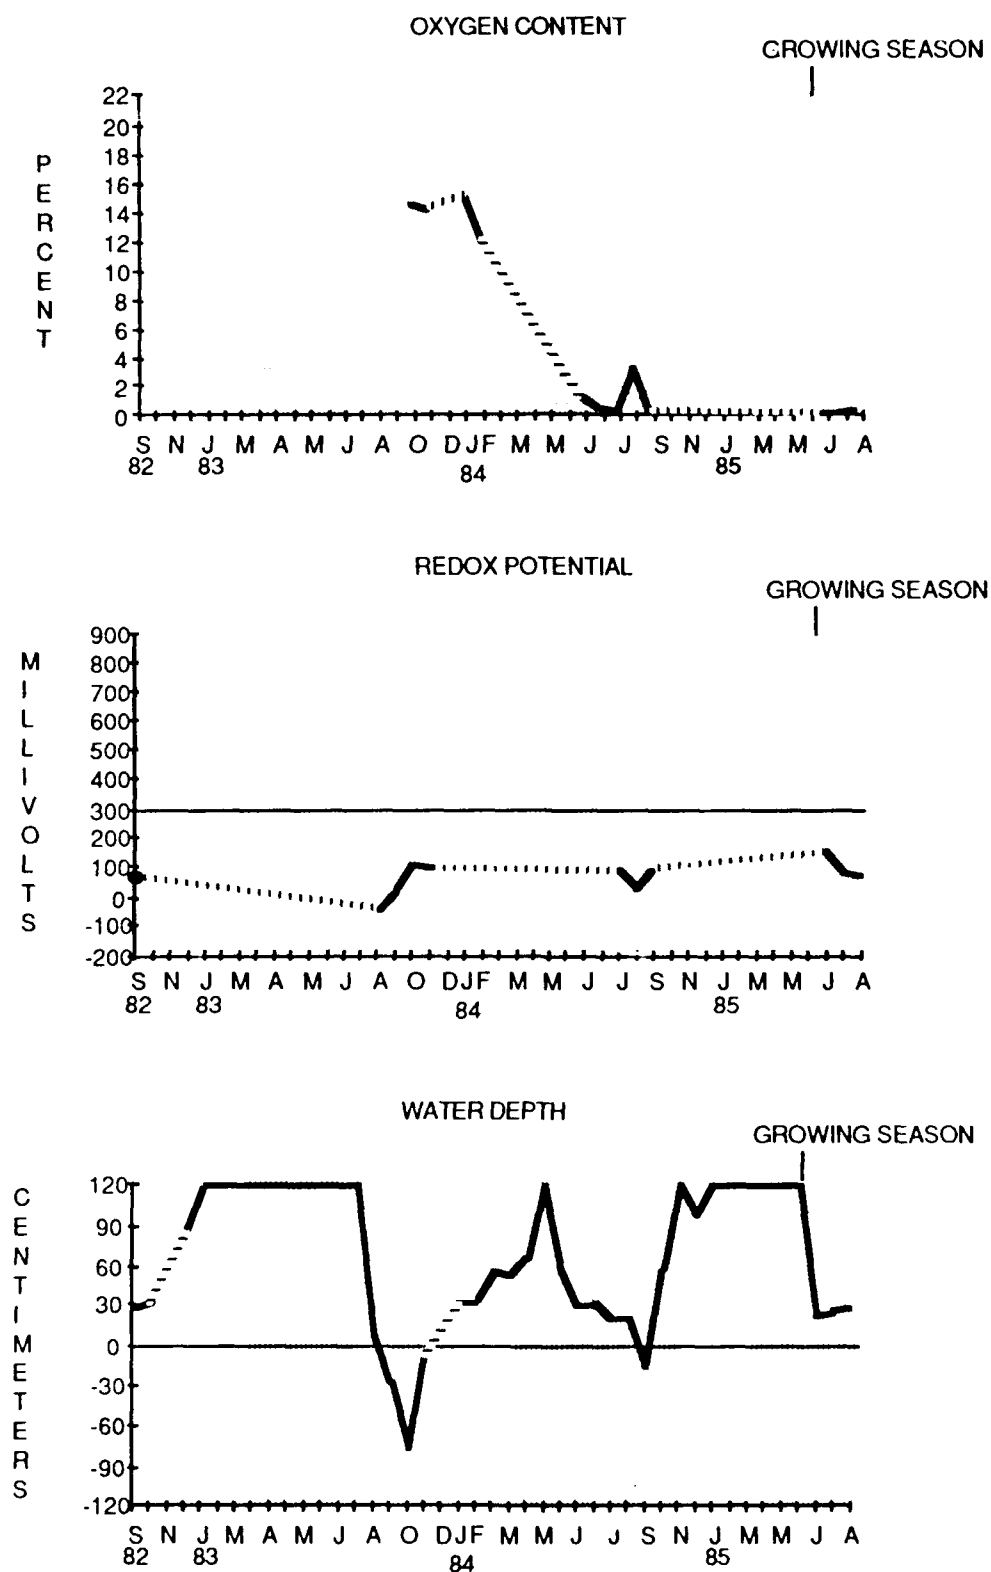 OXYGEN CONTENT
GROWING SEASON
PERCENT
22
20
18
16
14
12
10
8
6
4
2
0
S N J M A M J A O D J F M M J J S N J M M J A
82 83 84 85
REDOX POTENTIAL
GROWING SEASON
MILLIVOLTS
900
800
700
600
500
400
300
200
100
0
-100
-200
S N J M A M J A O D J F M M J J S N J M M J A
82 83 84 85
WATER DEPTH
GROWING SEASON
CENTIMETERS
120
90
60
30
0
-30
-60
-90
-120
S N J M A M J A O D J F M M J J S N J M M J A
82 83 84 85